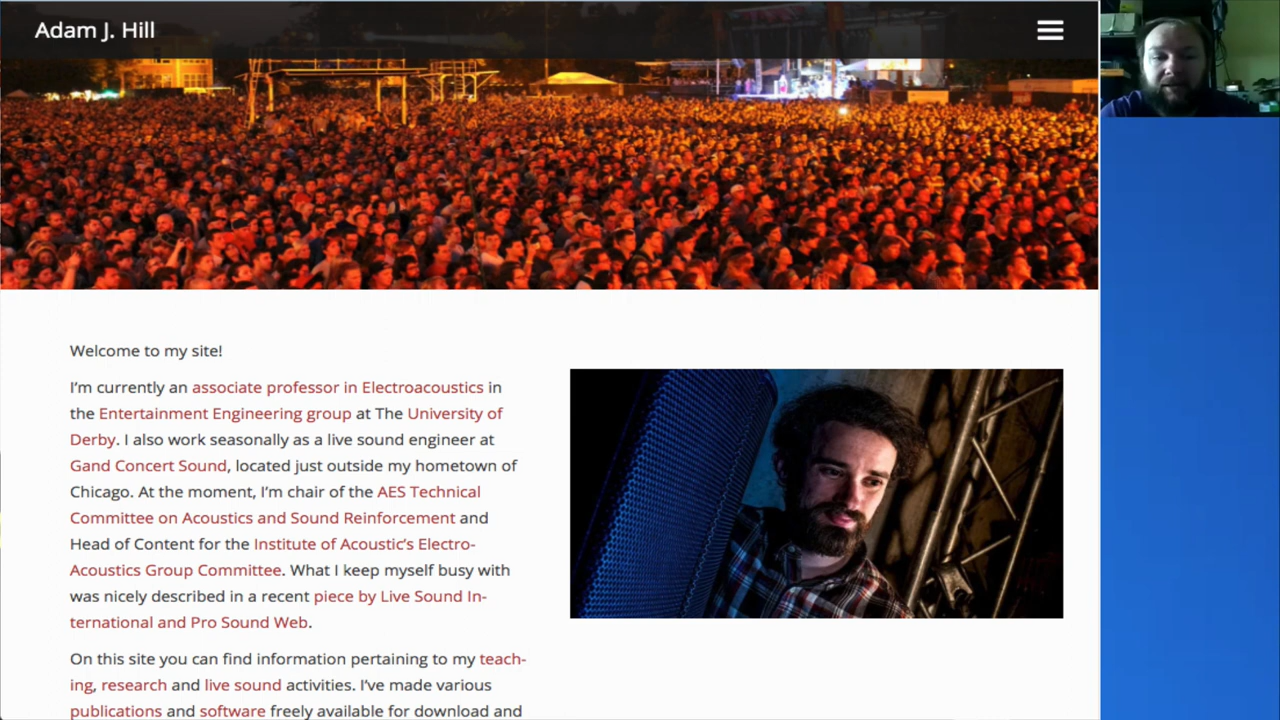 Adam J. Hill
Welcome to my site!
I'm currently an associate professor in Electroacoustics in
the Entertainment Engineering group at The University of
Derby. I also work seasonally as a live sound engineer at
Gand Concert Sound, located just outside my hometown of
Chicago. At the moment, I'm chair of the AES Technical
Committee on Acoustics and Sound Reinforcement and
Head of Content for the Institute of Acoustic's Electro-
Acoustics Group Committee. What I keep myself busy with
was nicely described in a recent piece by Live Sound In-
ternational and Pro Sound Web.
On this site you can find information pertaining to my teach-
ing, research and live sound activities. I've made various
publications and software freely available for download and